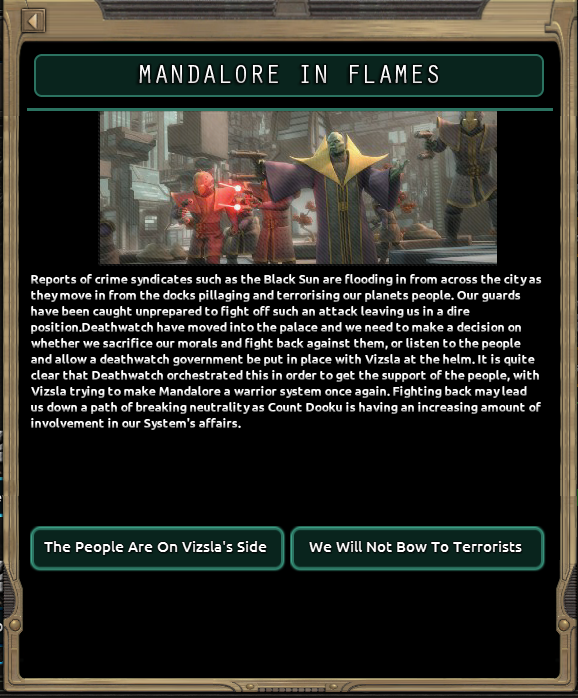 MANDALORE IN FLAMES
Reports of crime syndicates such as the Black Sun are flooding in from across the city as
they move in from the docks pillaging and terrorising our planets people. Our guards
have been caught unprepared to fight off such an attack leaving us in a dire
position.Deathwatch have moved into the palace and we need to make a decision on
whether we sacrifice our morals and fight back against them, or listen to the people
and allow a deathwatch government be put in place with Vizsla at the helm. It is quite
clear that Deathwatch orchestrated this in order to get the support of the people, with
Vizsla trying to make Mandalore a warrior system once again. Fighting back may lead
us down a path of breaking neutrality as Count Dooku is having an increasing amount of
involvement in our System's affairs.
The People Are On Vizsla's Side
We Will Not Bow To Terrorists